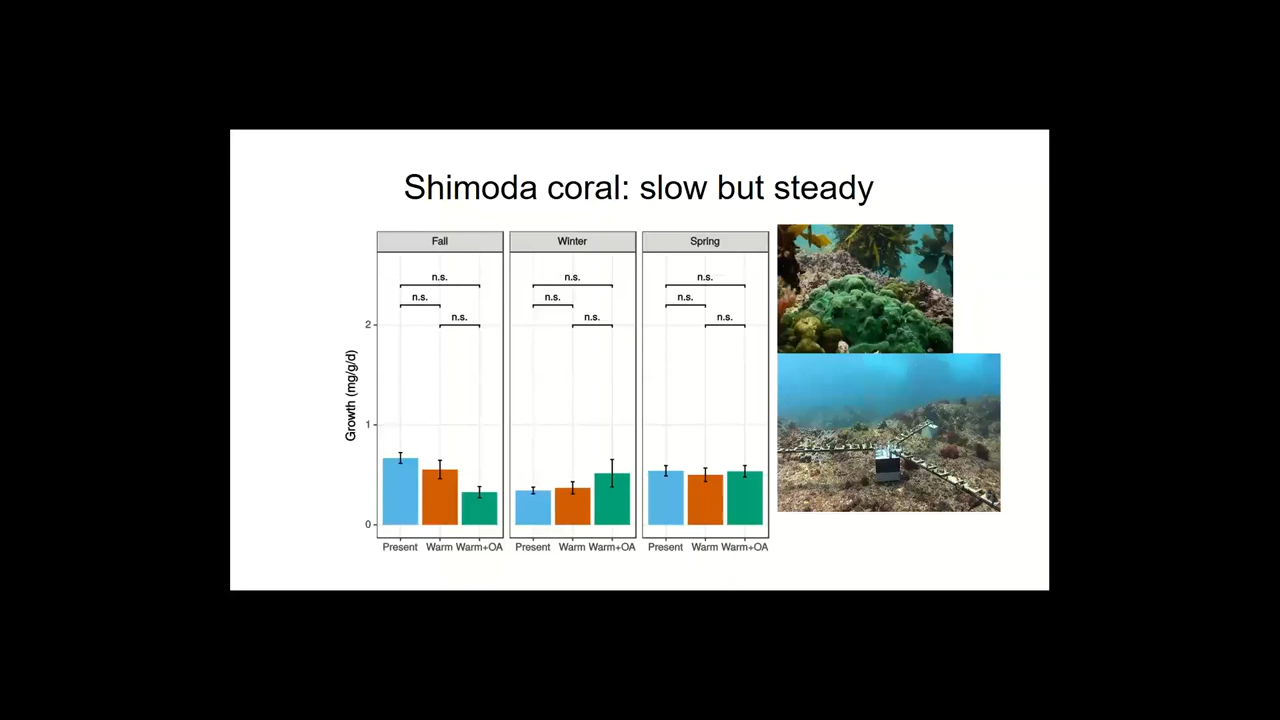 Shimoda coral: slow but steady
Fall
Winter
Spring
n.s.
n.s.
n.s.
n.s.
n.s.
n.s.
n.s.
n.s.
n.s.
2
1
0
Growth (mg/g/d)
Present Warm Warm+OA
Present Warm Warm+OA
Present Warm Warm+OA